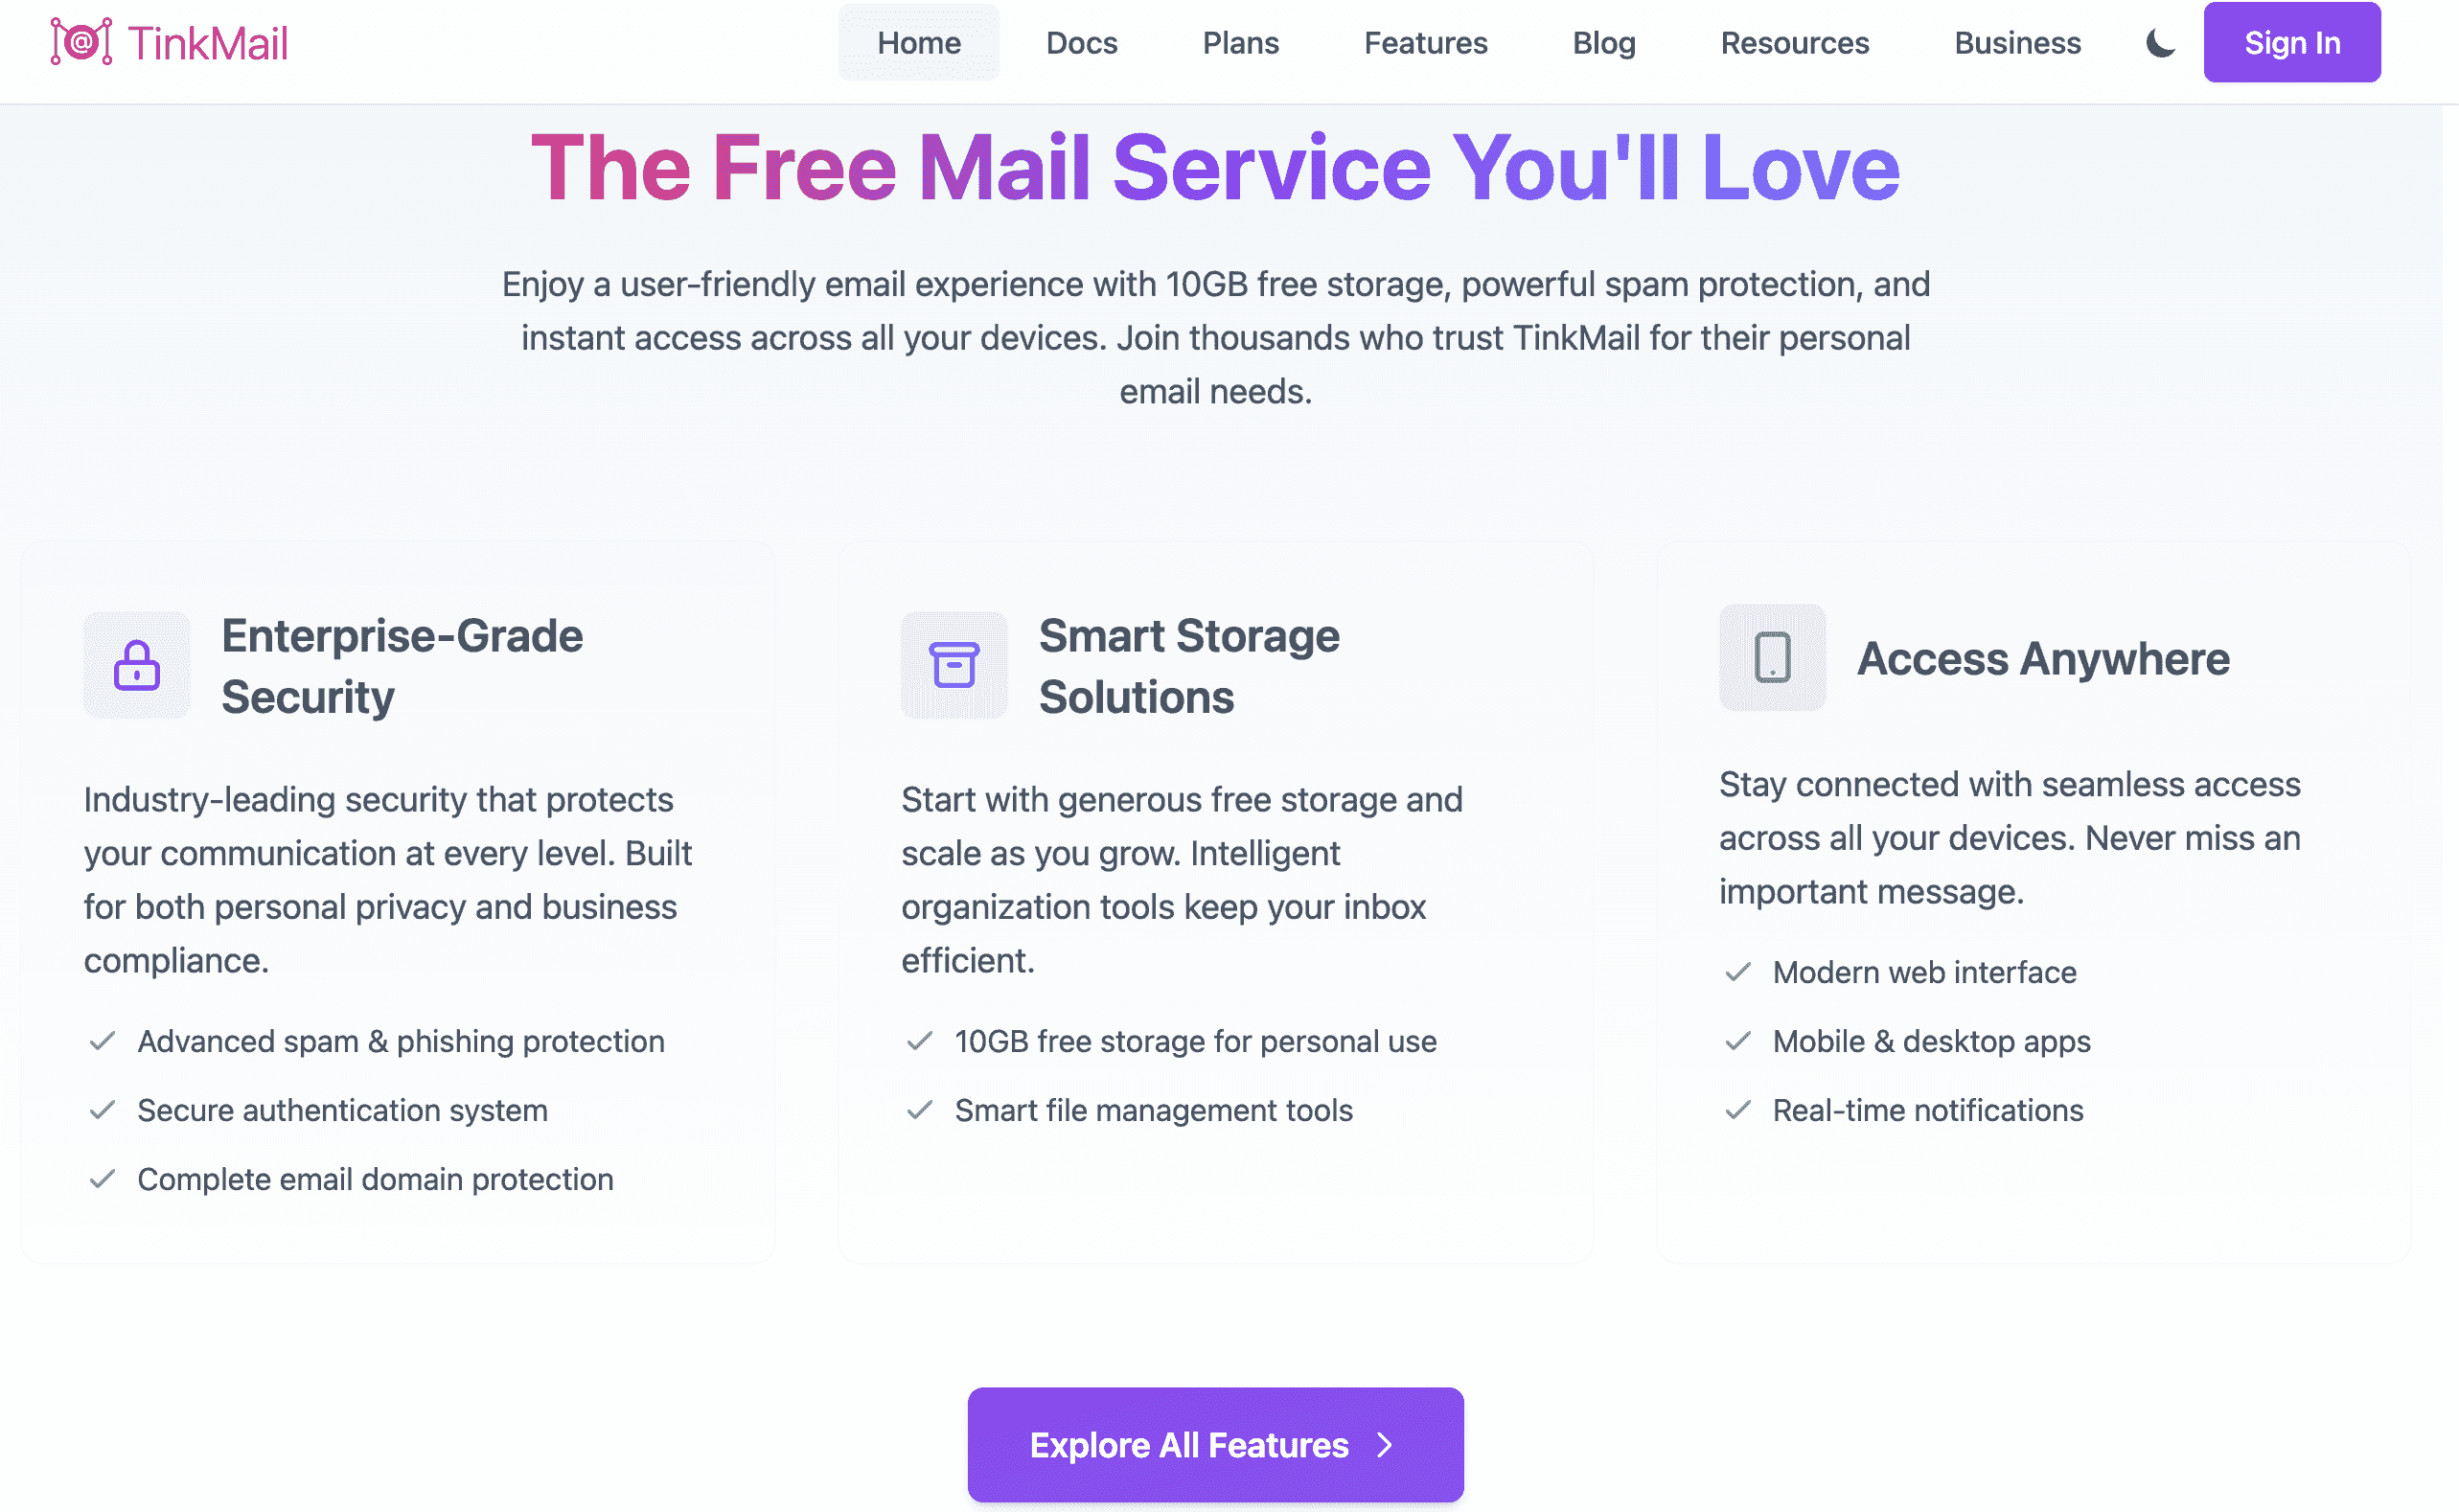 @ TinkMail
Home Docs Plans Features Blog Resources Business Sign In
The Free Mail Service You'll Love
Enjoy a user-friendly email experience with 10GB free storage, powerful spam protection, and
instant access across all your devices. Join thousands who trust TinkMail for their personal
email needs.
Enterprise-Grade
Security
Industry-leading security that protects
your communication at every level. Built
for both personal privacy and business
compliance.
Advanced spam & phishing protection
Secure authentication system
Complete email domain protection
Smart Storage
Solutions
Start with generous free storage and
scale as you grow. Intelligent
organization tools keep your inbox
efficient.
10GB free storage for personal use
Smart file management tools
Access Anywhere
Stay connected with seamless access
across all your devices. Never miss an
important message.
Modern web interface
Mobile & desktop apps
Real-time notifications
Explore All Features